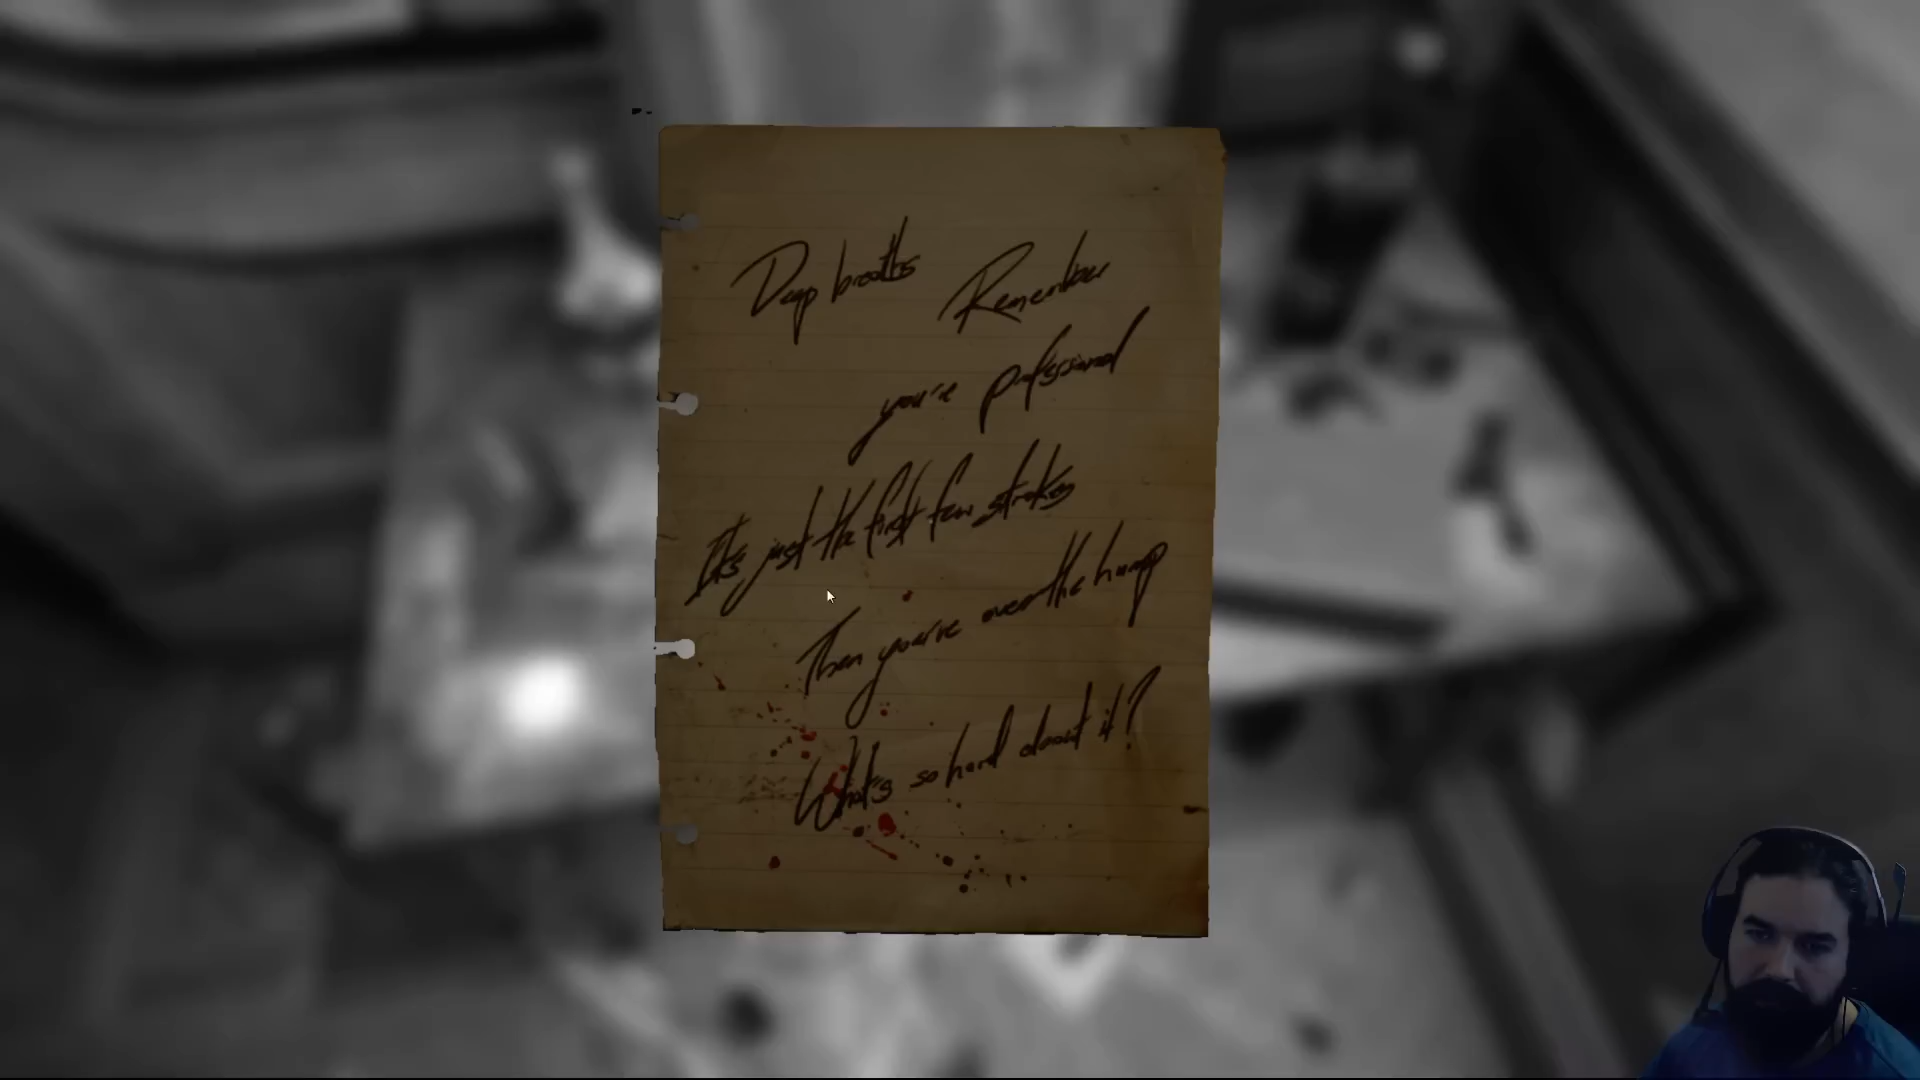 Deep breaths
Remember
you're professional
It's just the first few strokes
Then you're over the hump
What's so hard about it?